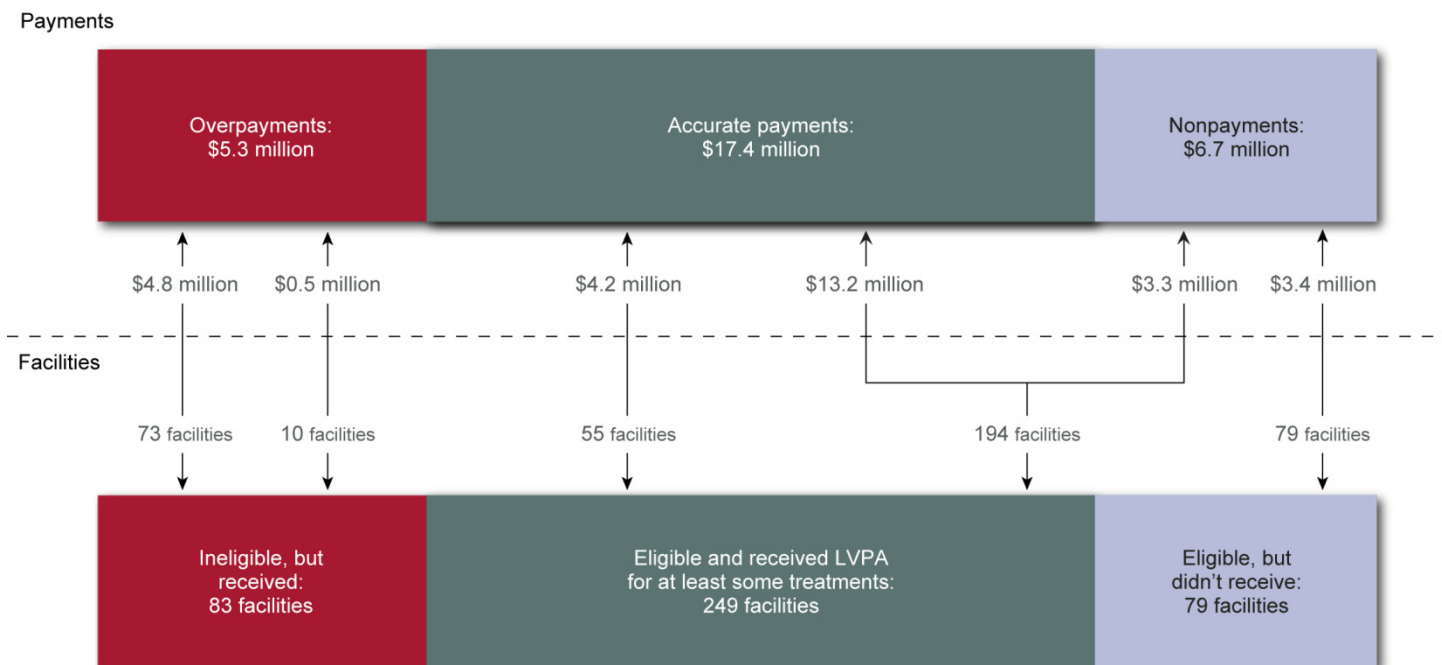 Payments
Overpayments:
$5.3 million
Accurate payments:
$17.4 million
Nonpayments:
$6.7 million
$4.8 million
$0.5 million
$4.2 million
$13.2 million
$3.3 million
$3.4 million
Facilities
73 facilities
10 facilities
55 facilities
194 facilities
79 facilities
Ineligible, but
received:
83 facilities
Eligible and received LVPA
for at least some treatments:
249 facilities
Eligible, but
didn’t receive:
79 facilities